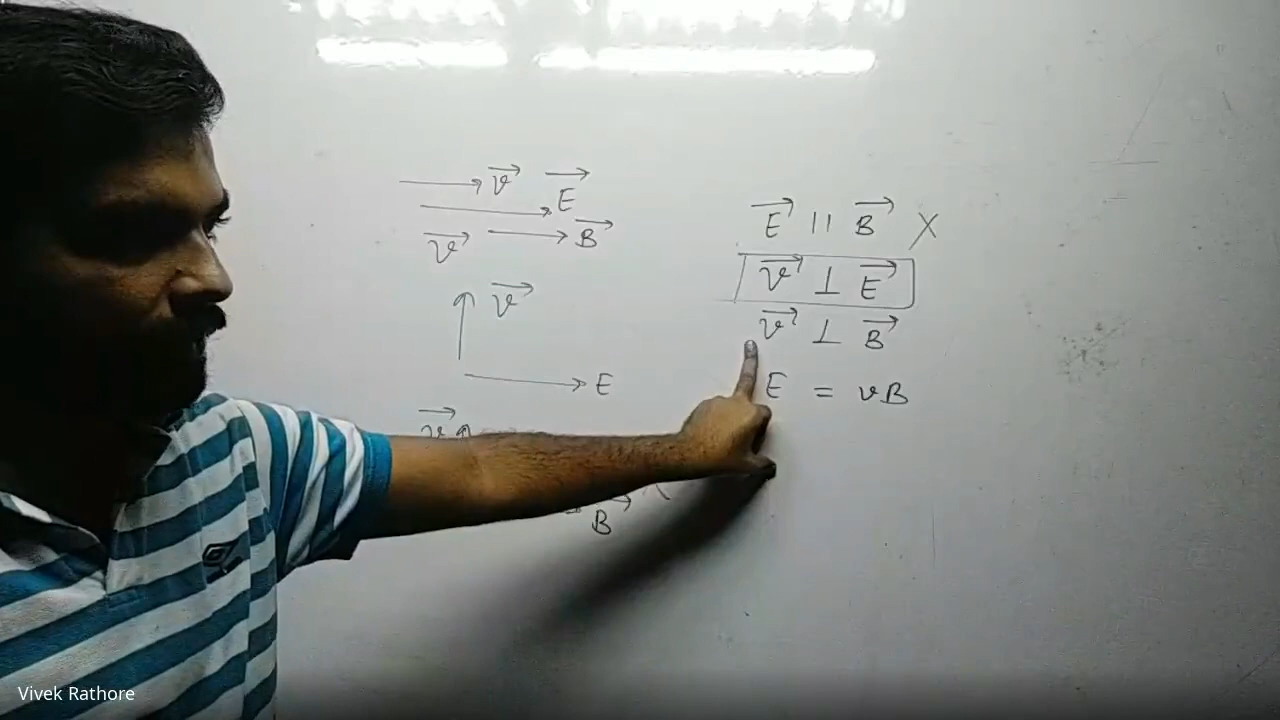 v⃗ E⃗
v⃗ B⃗
v⃗
E
v⃗
B⃗
E⃗ || B⃗ X
v⃗ ⊥ E⃗
v⃗ ⊥ B⃗
E = vB
Vivek Rathore